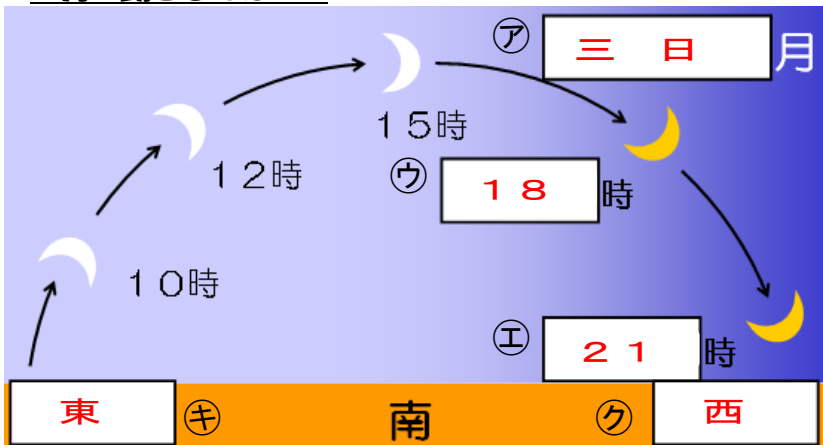 ㋐ 三 日 月
15時
12時
㋒ 18 時
10時
㋓ 21 時
東 ㋖ 南 ㋗ 西